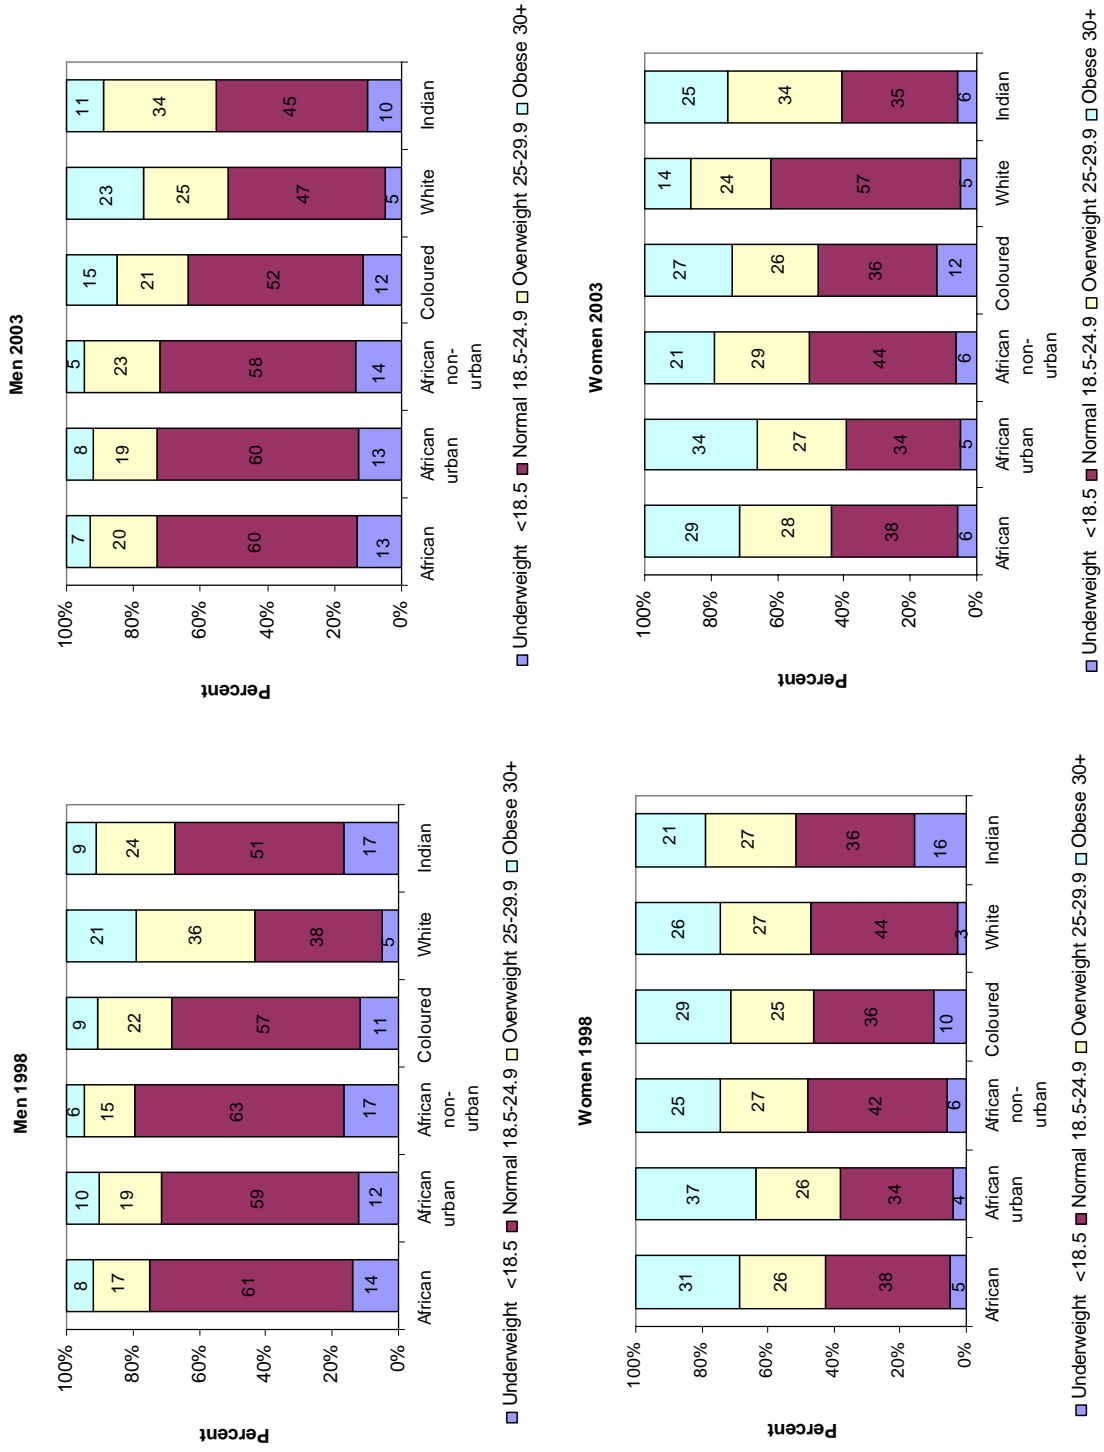 Men 1998
Percent
100%
80%
60%
40%
20%
0%
8 10 6 9 21 9
17 19 15 22 36 24
61 59 63 57 38 51
14 12 17 11 5 17
African
African urban
African non-urban
Coloured
White
Indian
Underweight <18.5 Normal 18.5-24.9 Overweight 25-29.9 Obese 30+
Men 2003
Percent
100%
80%
60%
40%
20%
0%
7 8 5 15 23 11
20 19 23 21 25 34
60 60 58 52 47 45
13 13 14 12 5 10
African
African urban
African non-urban
Coloured
White
Indian
Underweight <18.5 Normal 18.5-24.9 Overweight 25-29.9 Obese 30+
Women 1998
Percent
100%
80%
60%
40%
20%
0%
31 37 25 29 26 21
26 26 27 25 27 27
38 34 42 36 44 36
5 4 6 10 3 16
African
African urban
African non-urban
Coloured
White
Indian
Underweight <18.5 Normal 18.5-24.9 Overweight 25-29.9 Obese 30+
Women 2003
Percent
100%
80%
60%
40%
20%
0%
29 34 21 27 14 25
28 27 29 26 24 34
38 34 44 36 57 35
6 5 6 12 5 6
African
African urban
African non-urban
Coloured
White
Indian
Underweight <18.5 Normal 18.5-24.9 Overweight 25-29.9 Obese 30+